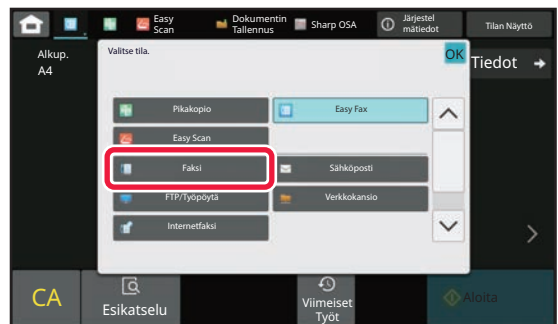 Easy
Scan
Dokumentin
Tallennus
Sharp OSA
Järjestel
mätiedot
Tilan Näyttö
Alkup.
A4
Valitse tila.
OK
Tiedot
Pikakopio
Easy Fax
Easy Scan
Faksi
Sähköposti
FTP/Työpöytä
Verkkokansio
Internetfaksi
CA
Esikatselu
Viimeiset
Työt
Aloita